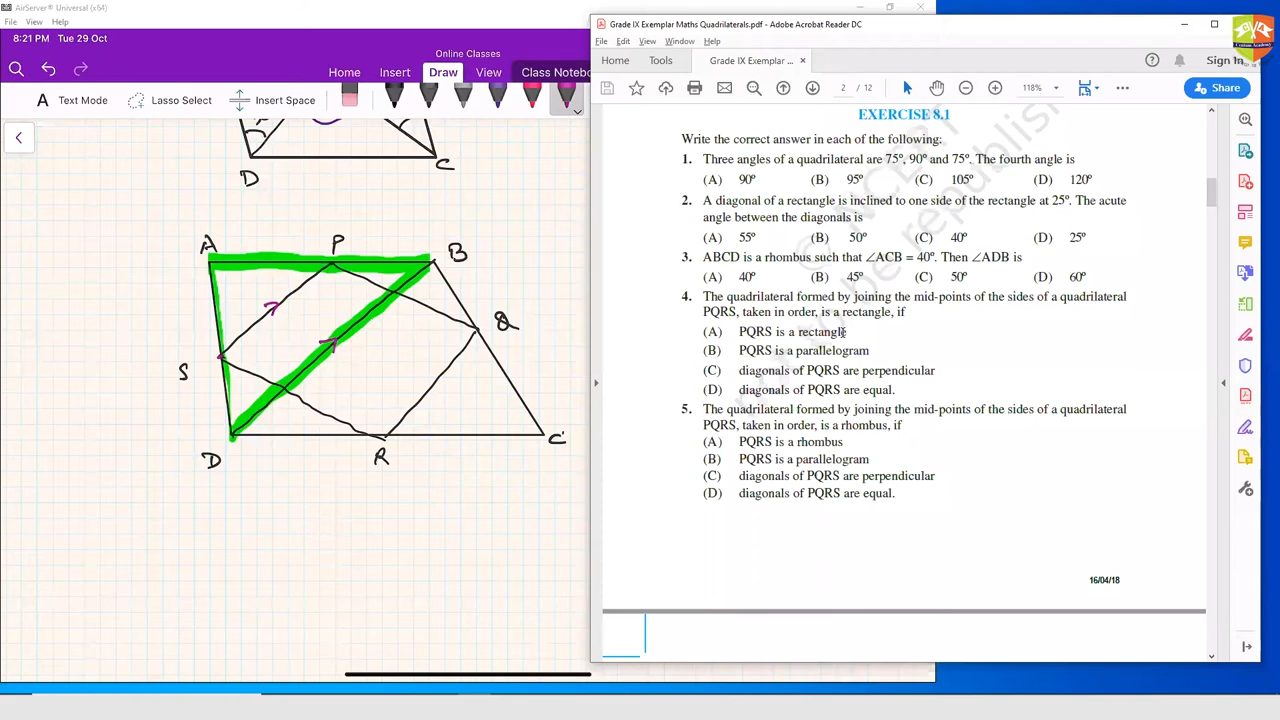 AirServer® Universal (x64)
File View Help
8:21 PM Tue 29 Oct
Online Classes
Home Insert Draw View Class Notebo
A Text Mode Lasso Select Insert Space
D C
A P B
Q
S
D R C
Grade IX Exemplar Maths Quadrilaterals.pdf - Adobe Acrobat Reader DC
File Edit View Window Help
Home Tools Grade IX Exemplar ... × Sign In
2 / 12 118% Share
EXERCISE 8.1
Write the correct answer in each of the following:
1. Three angles of a quadrilateral are 75º, 90º and 75º. The fourth angle is
(A) 90º (B) 95º (C) 105º (D) 120º
2. A diagonal of a rectangle is inclined to one side of the rectangle at 25º. The acute
angle between the diagonals is
(A) 55º (B) 50º (C) 40º (D) 25º
3. ABCD is a rhombus such that ∠ACB = 40º. Then ∠ADB is
(A) 40º (B) 45º (C) 50º (D) 60º
4. The quadrilateral formed by joining the mid-points of the sides of a quadrilateral
PQRS, taken in order, is a rectangle, if
(A) PQRS is a rectangle
(B) PQRS is a parallelogram
(C) diagonals of PQRS are perpendicular
(D) diagonals of PQRS are equal.
5. The quadrilateral formed by joining the mid-points of the sides of a quadrilateral
PQRS, taken in order, is a rhombus, if
(A) PQRS is a rhombus
(B) PQRS is a parallelogram
(C) diagonals of PQRS are perpendicular
(D) diagonals of PQRS are equal.
16/04/18